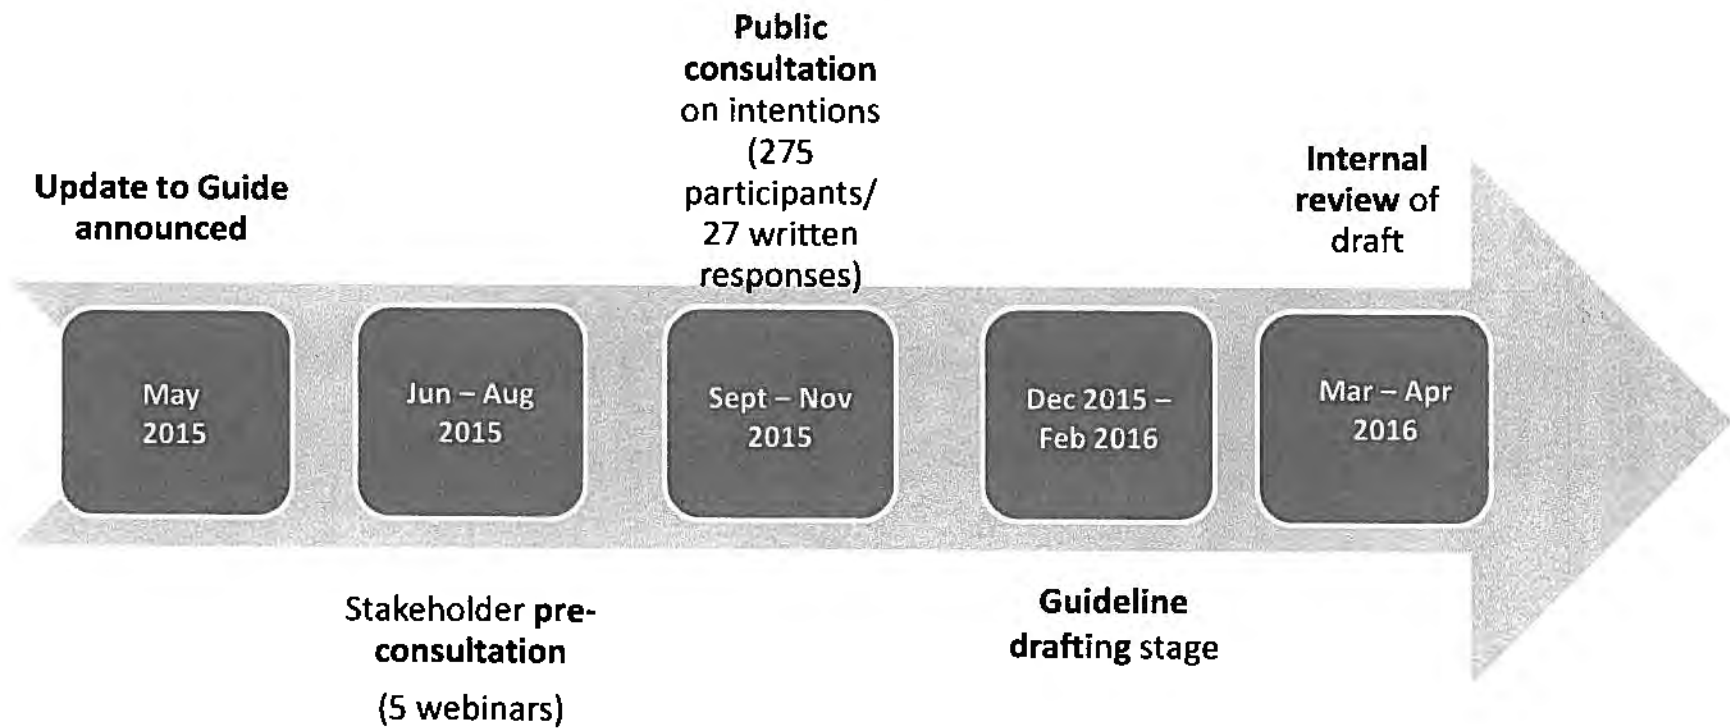 Public
consultation
on intentions
(275
participants/
27 written
responses)
Update to Guide
announced
Internal
review of
draft
May
2015
Jun – Aug
2015
Sept – Nov
2015
Dec 2015 –
Feb 2016
Mar – Apr
2016
Stakeholder pre-
consultation
(5 webinars)
Guideline
drafting stage